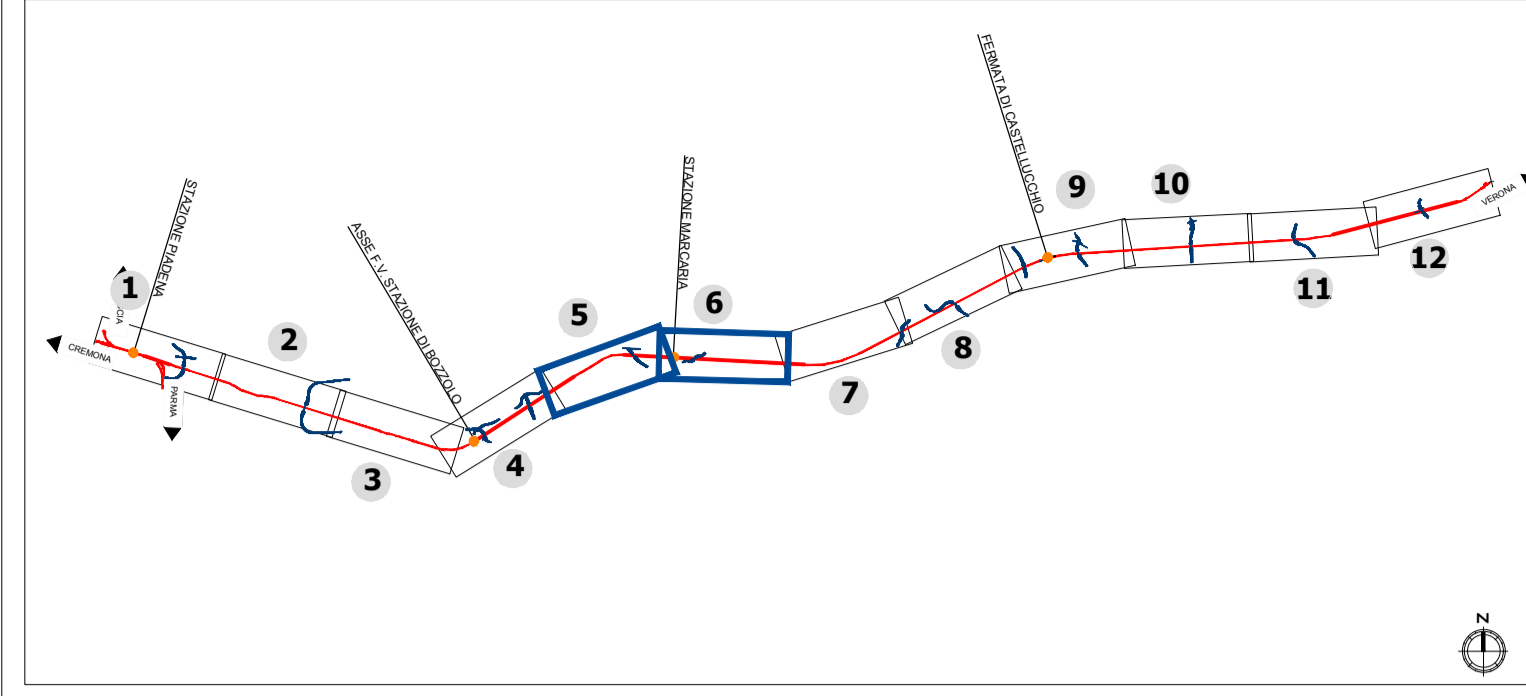 FERMATA DI CASTELLUCCHIO
STAZIONE MARCARIA
STAZIONE PIADENA
ASSE F.V. STAZIONE DI BOZZOLO
9
10
VERONA
12
11
1
6
5
2
8
CREMONA
7
PARMA
4
3
N